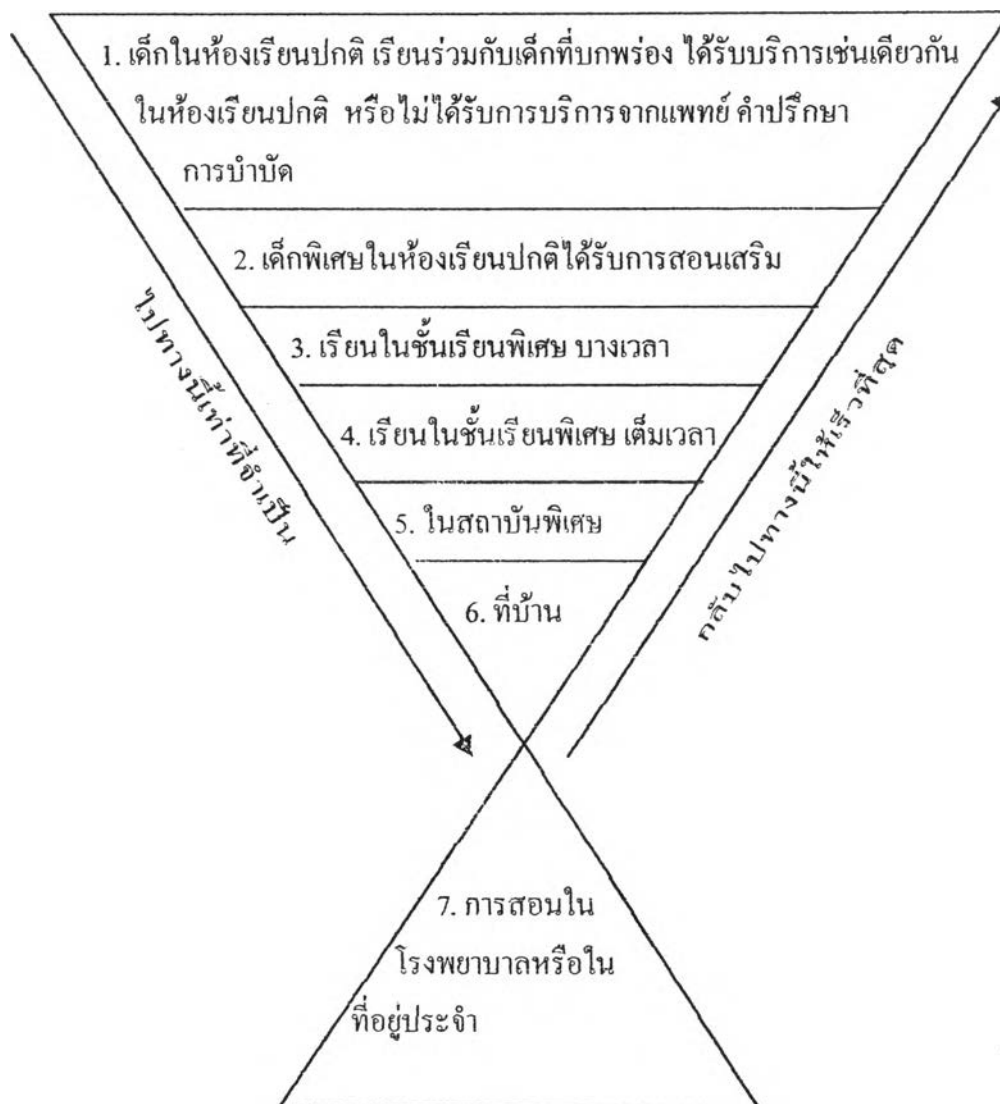 1. เด็กในห้องเรียนปกติ เรียนร่วมกับเด็กที่บกพร่อง ได้รับบริการเช่นเดียวกัน
ในห้องเรียนปกติ หรือไม่ได้รับการบริการจากแพทย์ คำปรึกษา
การบำบัด
2. เด็กพิเศษในห้องเรียนปกติได้รับการสอนเสริม
3. เรียนในชั้นเรียนพิเศษ บางเวลา
4. เรียนในชั้นเรียนพิเศษ เต็มเวลา
5. ในสถาบันพิเศษ
6. ที่บ้าน
ไปทางนี้เท่าที่จำเป็น
กลับไปทางนี้ให้เร็วที่สุด
7. การสอนใน
โรงพยาบาลหรือใน
ที่อยู่ประจำ